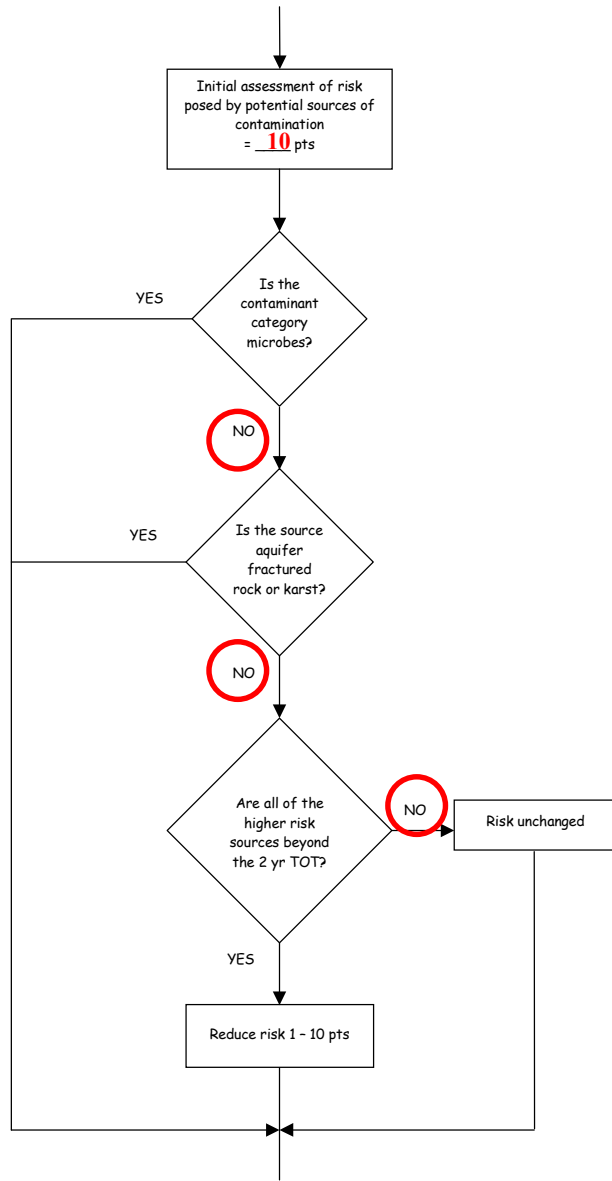 Initial assessment of risk
posed by potential sources of
contamination
= 10 pts
Is the
contaminant
category
microbes?
YES
NO
Is the source
aquifer
fractured
rock or karst?
YES
NO
Are all of the
higher risk
sources beyond
the 2 yr TOT?
NO
Risk unchanged
YES
Reduce risk 1 – 10 pts